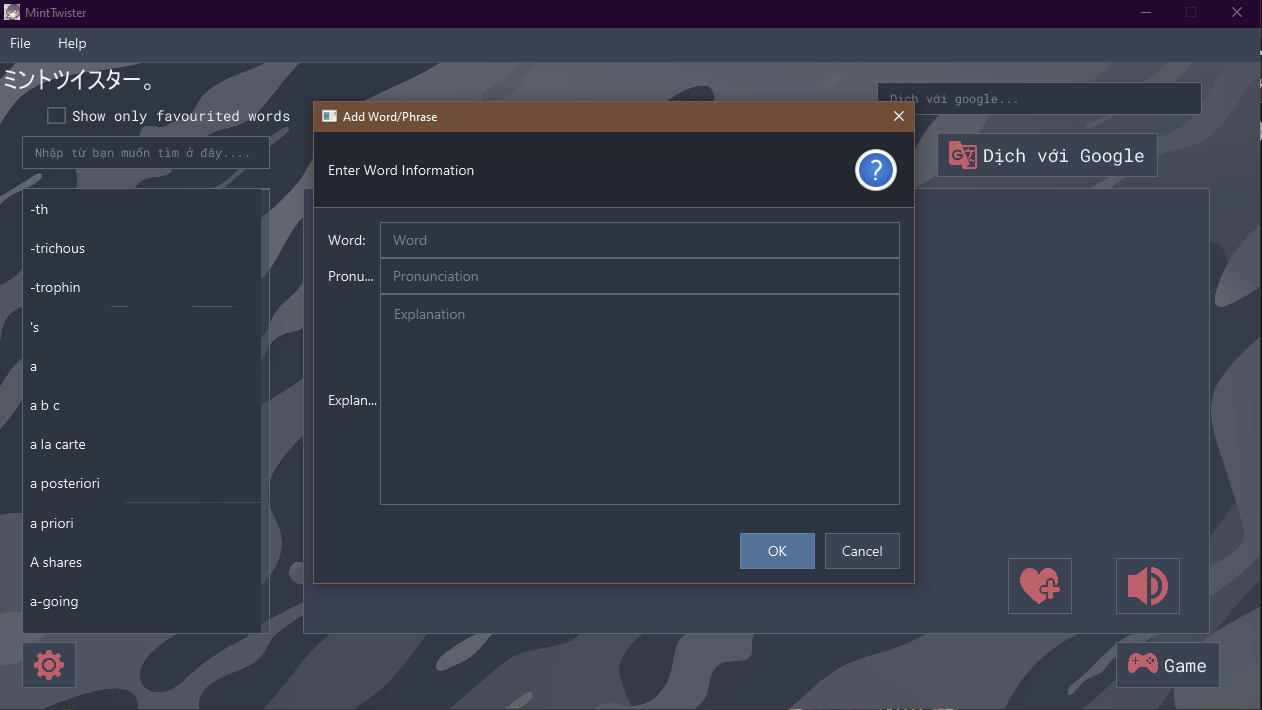 MintTwister
File Help
ミントツイスター。
Show only favourited words
Nhập từ bạn muốn tìm ở đây....
Dịch với google...
Dịch với Google
-th
-trichous
-trophin
's
a
a b c
a la carte
a posteriori
a priori
A shares
a-going
Add Word/Phrase
Enter Word Information
?
Word: Word
Pronu... Pronunciation
Explan... Explanation
OK Cancel
Game